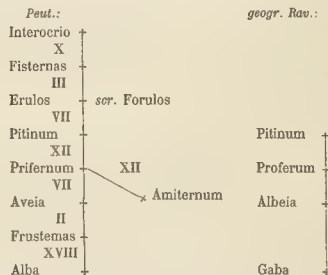 Peut.: geogr. Rav.:
Interocrio
X
Fisternas
III
Erulos scr. Forulos
VII
Pitinum Pitinum
XII
Prifernum XII Proferum
VII
Amiternum
Aveia Albeia
II
Frustemas
XVIII
Alba Gaba